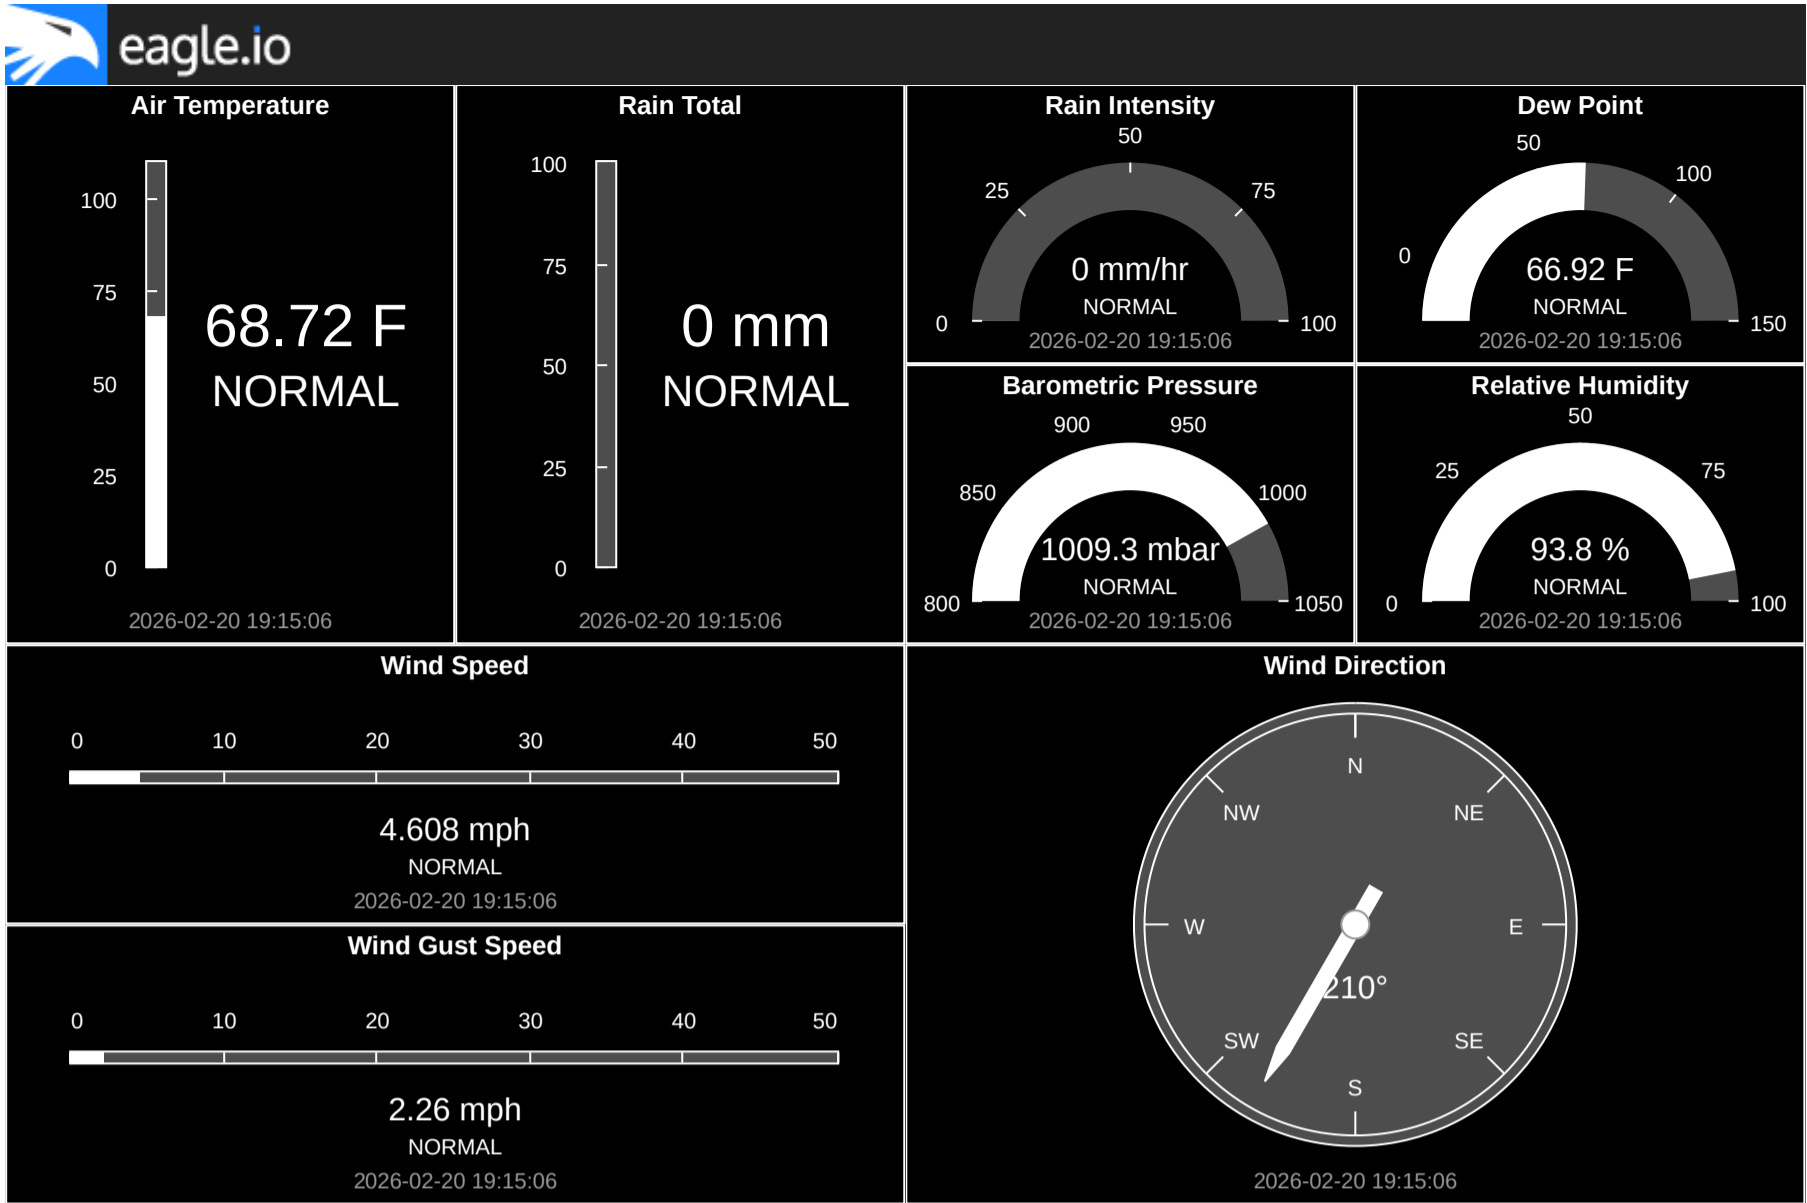 eagle.io
Air Temperature
100
75
50
25
0
68.72 F
NORMAL
2026-02-20 19:15:06
Rain Total
100
75
50
25
0
0 mm
NORMAL
2026-02-20 19:15:06
Rain Intensity
50
25
75
0
100
0 mm/hr
NORMAL
2026-02-20 19:15:06
Dew Point
50
100
0
150
66.92 F
NORMAL
2026-02-20 19:15:06
Barometric Pressure
900
950
850
1000
800
1050
1009.3 mbar
NORMAL
2026-02-20 19:15:06
Relative Humidity
50
25
75
0
100
93.8 %
NORMAL
2026-02-20 19:15:06
Wind Speed
0 10 20 30 40 50
4.608 mph
NORMAL
2026-02-20 19:15:06
Wind Gust Speed
0 10 20 30 40 50
2.26 mph
NORMAL
2026-02-20 19:15:06
Wind Direction
N
NW NE
W E
210°
SW SE
S
2026-02-20 19:15:06